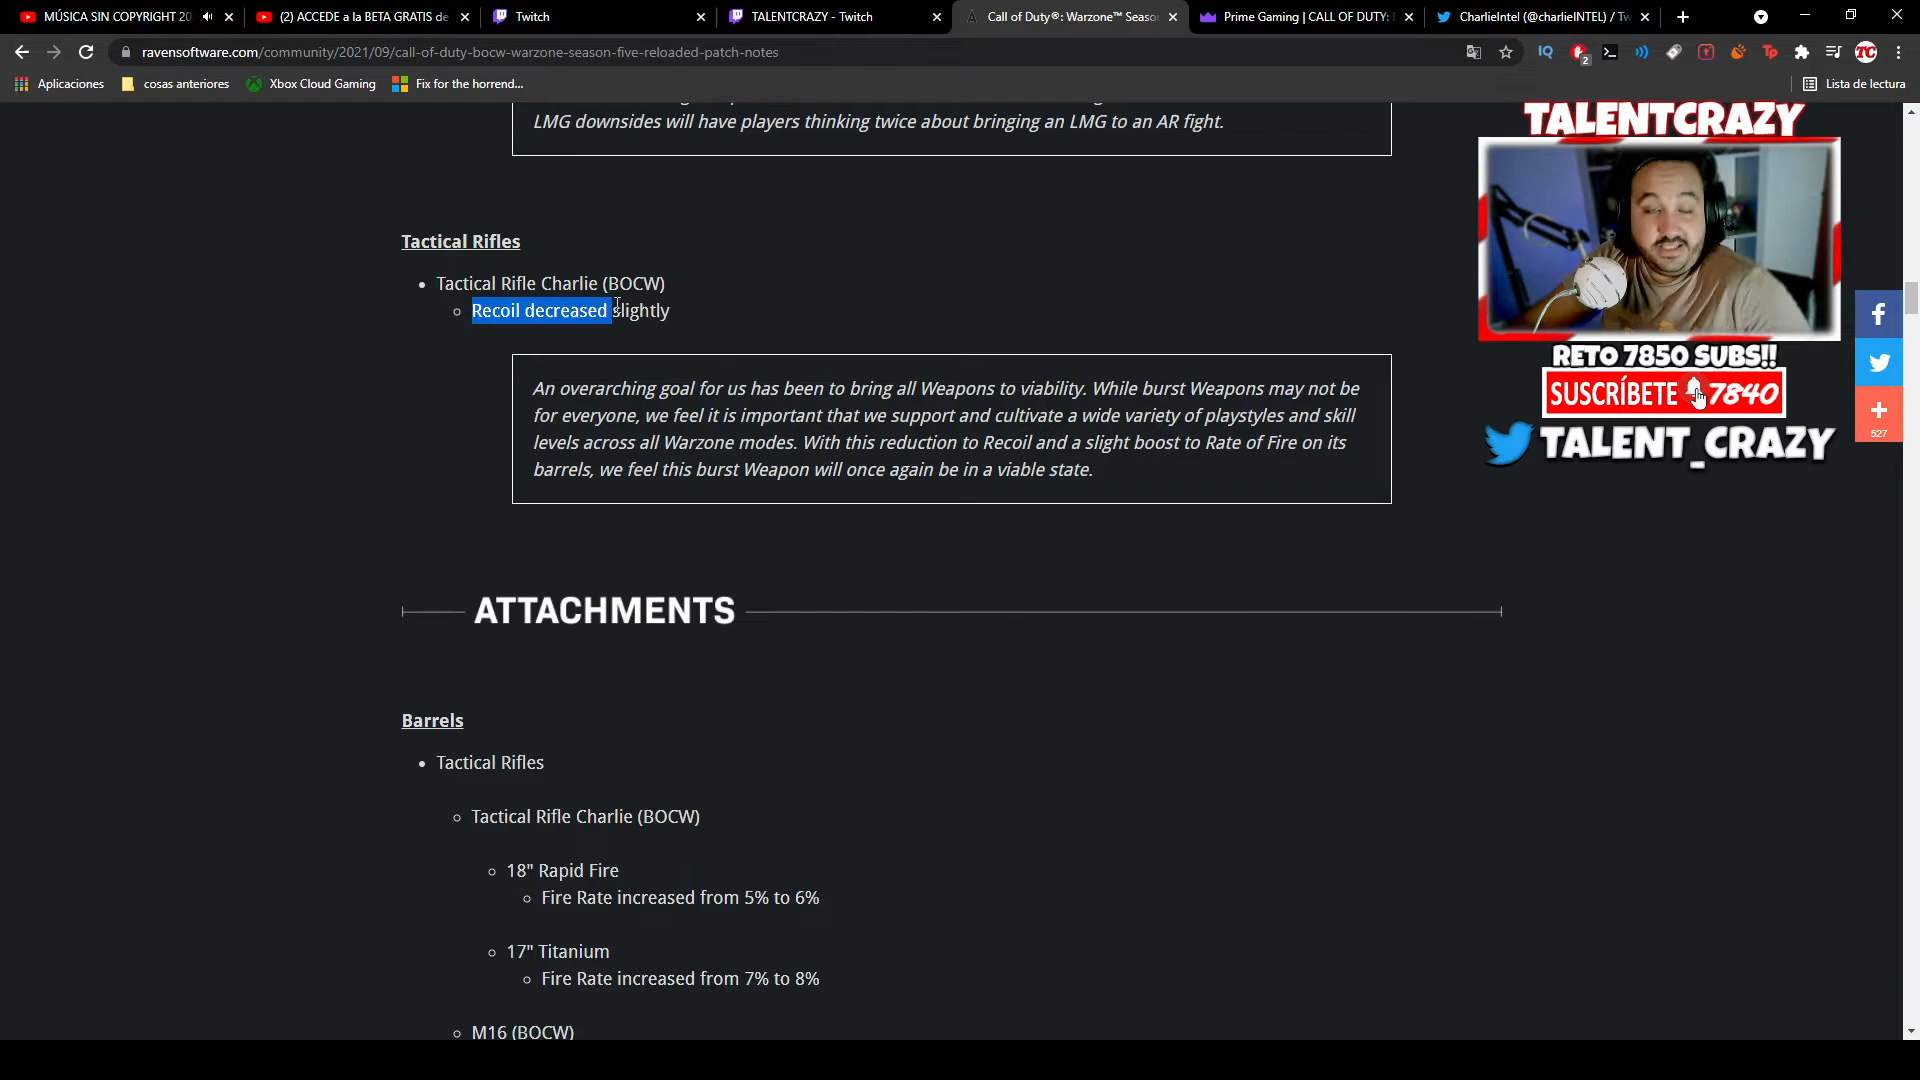 MÚSICA SIN COPYRIGHT 20
(2) ACCEDE a la BETA GRATIS de
Twitch
TALENTCRAZY - Twitch
Call of Duty®: Warzone™ Seaso
Prime Gaming | CALL OF DUTY:
CharlieIntel (@charlieINTEL) / Tw
ravensoftware.com/community/2021/09/call-of-duty-bocw-warzone-season-five-reloaded-patch-notes
IQ
2
Tp
TC
Aplicaciones
cosas anteriores
Xbox Cloud Gaming
Fix for the horrend...
Lista de lectura
LMG downsides will have players thinking twice about bringing an LMG to an AR fight.
TALENTCRAZY
Tactical Rifles
Tactical Rifle Charlie (BOCW)
Recoil decreased slightly
An overarching goal for us has been to bring all Weapons to viability. While burst Weapons may not be
for everyone, we feel it is important that we support and cultivate a wide variety of playstyles and skill
levels across all Warzone modes. With this reduction to Recoil and a slight boost to Rate of Fire on its
barrels, we feel this burst Weapon will once again be in a viable state.
RETO 7850 SUBS!!
SUSCRÍBETE 7840
TALENT_CRAZY
527
ATTACHMENTS
Barrels
Tactical Rifles
Tactical Rifle Charlie (BOCW)
18" Rapid Fire
Fire Rate increased from 5% to 6%
17" Titanium
Fire Rate increased from 7% to 8%
M16 (BOCW)